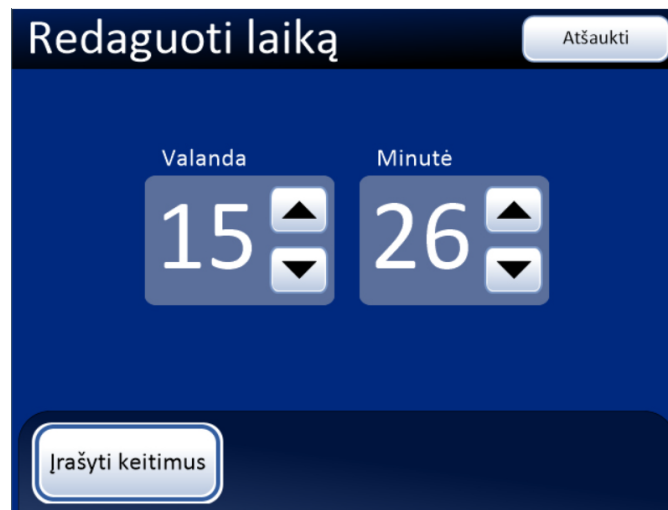 Redaguoti laiką
Atšaukti
Valanda
Minutė
15
26
Įrašyti keitimus